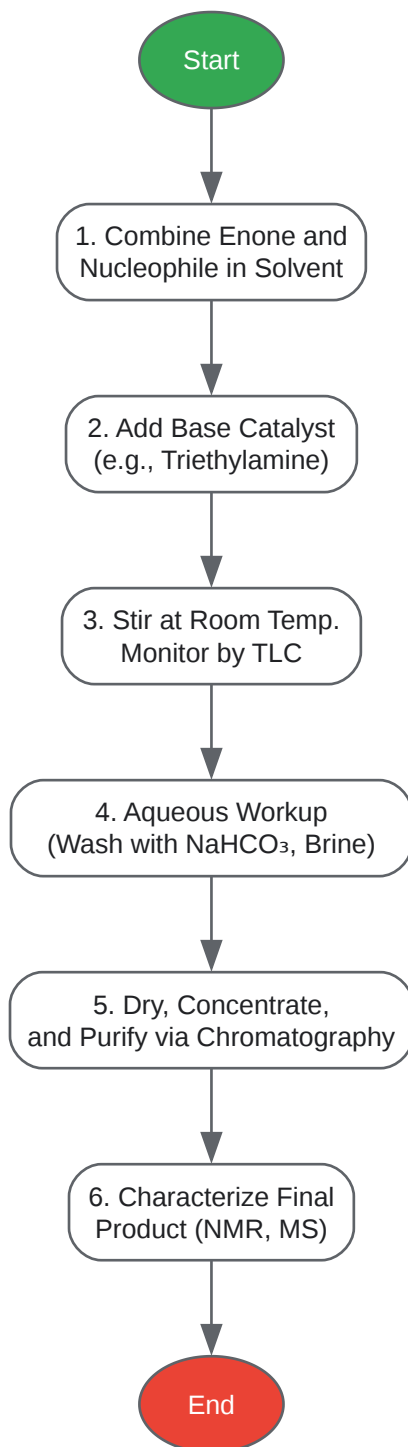 Start
1. Combine Enone and
Nucleophile in Solvent
2. Add Base Catalyst
(e.g., Triethylamine)
3. Stir at Room Temp.
Monitor by TLC
4. Aqueous Workup
(Wash with NaHCO₃, Brine)
5. Dry, Concentrate,
and Purify via Chromatography
6. Characterize Final
Product (NMR, MS)
End